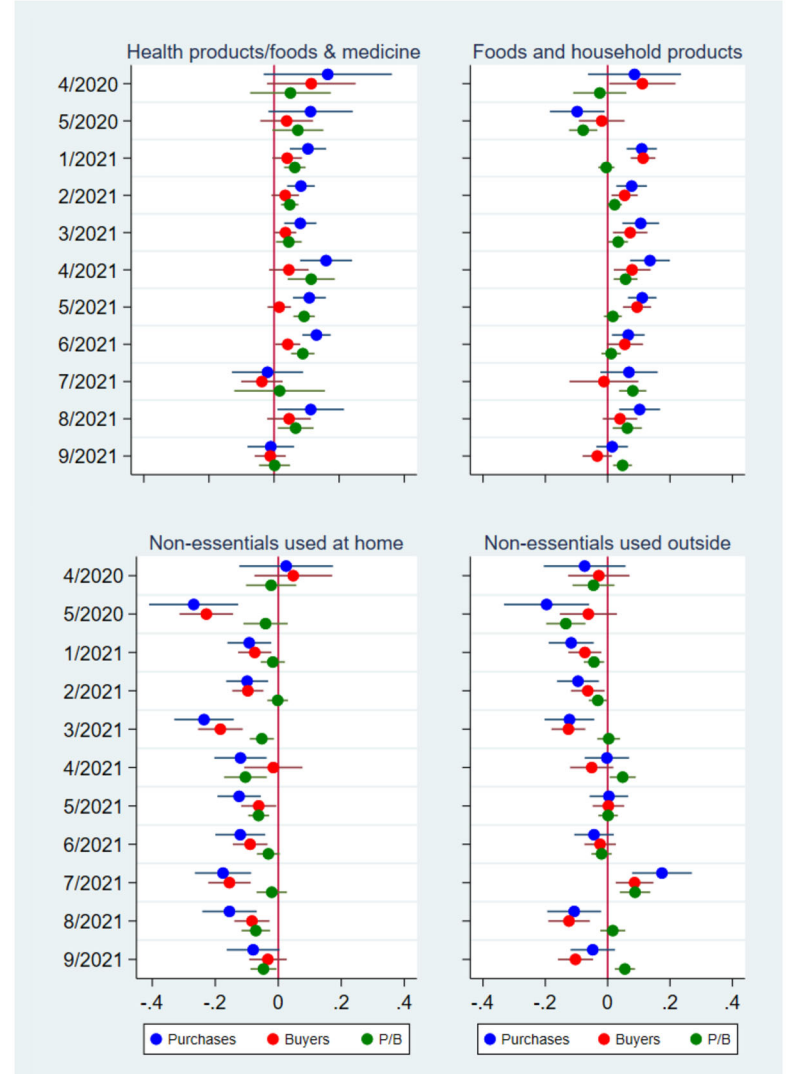 Health products/foods & medicine
Foods and household products
4/2020
5/2020
1/2021
2/2021
3/2021
4/2021
5/2021
6/2021
7/2021
8/2021
9/2021
Non-essentials used at home
Non-essentials used outside
4/2020
5/2020
1/2021
2/2021
3/2021
4/2021
5/2021
6/2021
7/2021
8/2021
9/2021
-.4 -.2 0 .2 .4
-.4 -.2 0 .2 .4
Purchases Buyers P/B
Purchases Buyers P/B